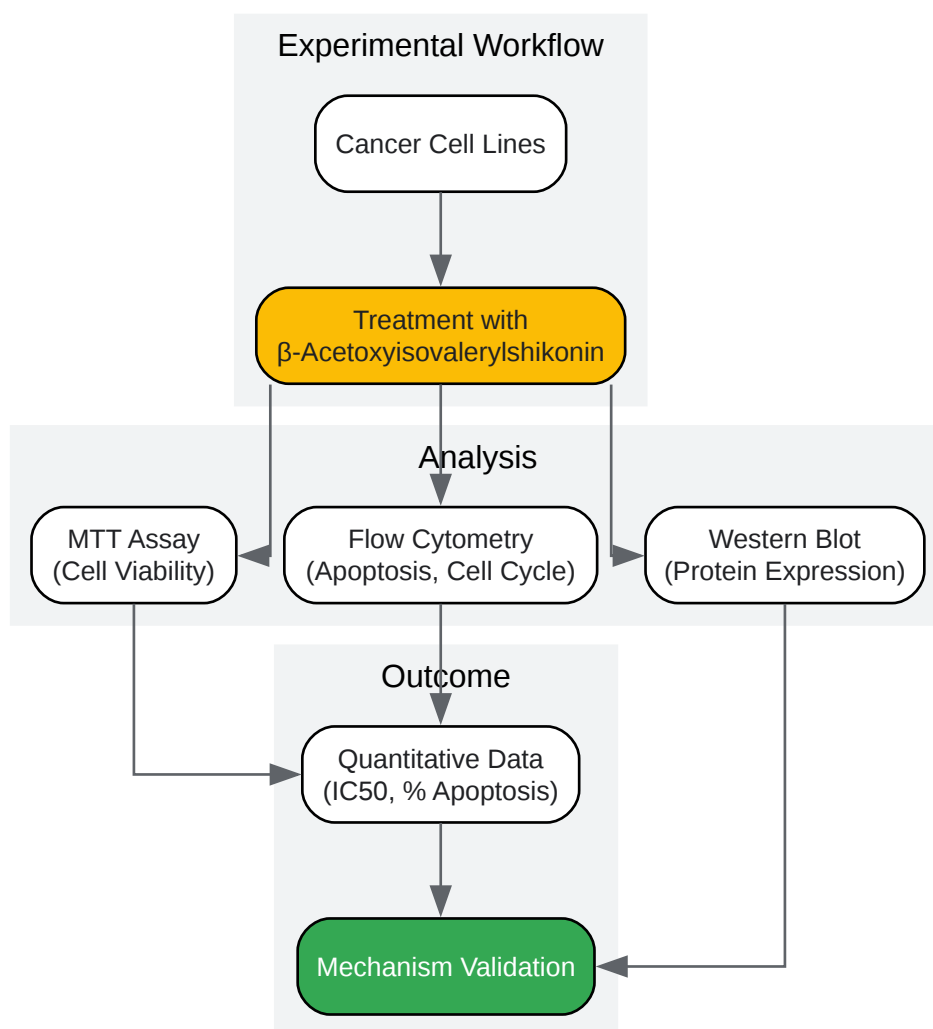 Experimental Workflow
Cancer Cell Lines
Treatment with
β-Acetoxyisovalerylshikonin
Analysis
MTT Assay
(Cell Viability)
Flow Cytometry
(Apoptosis, Cell Cycle)
Western Blot
(Protein Expression)
Outcome
Quantitative Data
(IC50, % Apoptosis)
Mechanism Validation